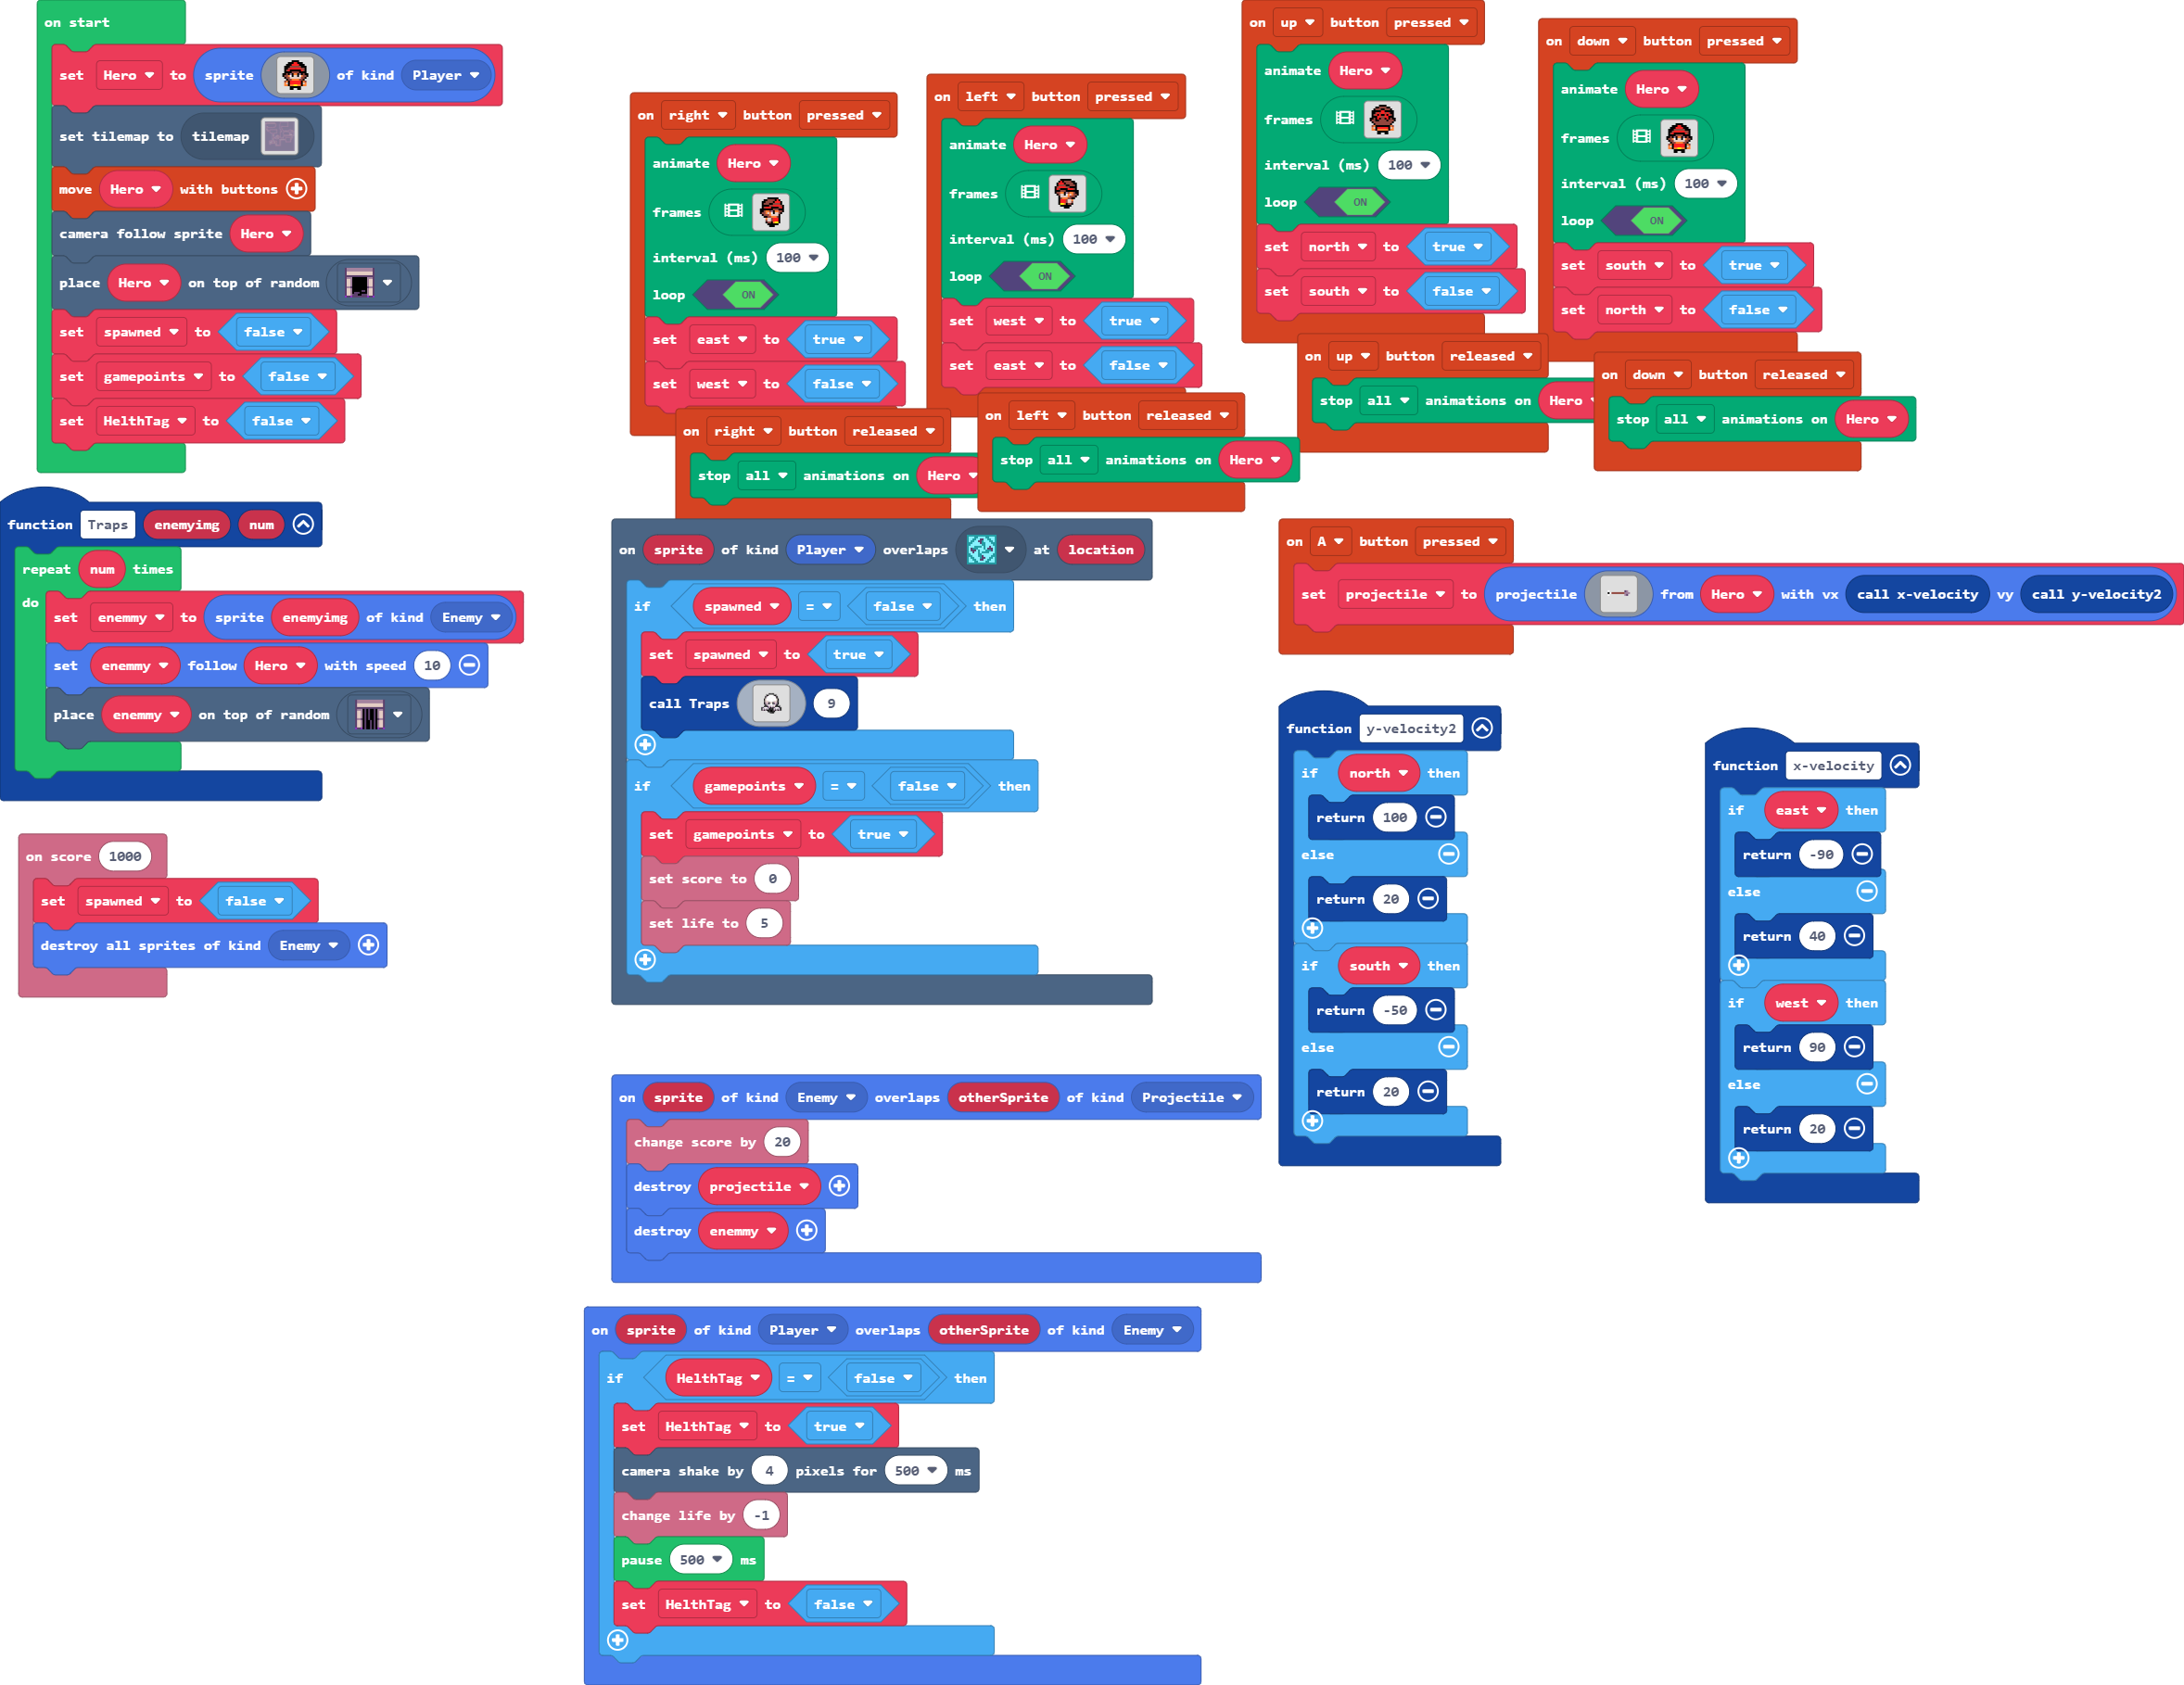 on start
set Hero to sprite of kind Player
set tilemap to tilemap
move Hero with buttons
camera follow sprite Hero
place Hero on top of random
set spawned to false
set gamepoints to false
set HelthTag to false
on right button pressed
animate Hero
frames
interval (ms) 100
loop ON
set east to true
set west to false
on right button released
stop all animations on Hero
on left button pressed
animate Hero
frames
interval (ms) 100
loop ON
set west to true
set east to false
on left button released
stop all animations on Hero
on up button pressed
animate Hero
frames
interval (ms) 100
loop ON
set north to true
set south to false
on up button released
stop all animations on Hero
on down button pressed
animate Hero
frames
interval (ms) 100
loop ON
set south to true
set north to false
on down button released
stop all animations on Hero
function Traps enemyimg num
repeat num times
do
set enemmy to sprite enemyimg of kind Enemy
set enemmy follow Hero with speed 10
place enemmy on top of random
on score 1000
set spawned to false
destroy all sprites of kind Enemy
on sprite of kind Player overlaps at location
if spawned = false then
set spawned to true
call Traps 9
if gamepoints = false then
set gamepoints to true
set score to 0
set life to 5
on A button pressed
set projectile to projectile from Hero with vx call x-velocity vy call y-velocity2
function y-velocity2
if north then
return 100
else
return 20
if south then
return -50
else
return 20
function x-velocity
if east then
return -90
else
return 40
if west then
return 90
else
return 20
on sprite of kind Enemy overlaps otherSprite of kind Projectile
change score by 20
destroy projectile
destroy enemmy
on sprite of kind Player overlaps otherSprite of kind Enemy
if HelthTag = false then
set HelthTag to true
camera shake by 4 pixels for 500 ms
change life by -1
pause 500 ms
set HelthTag to false